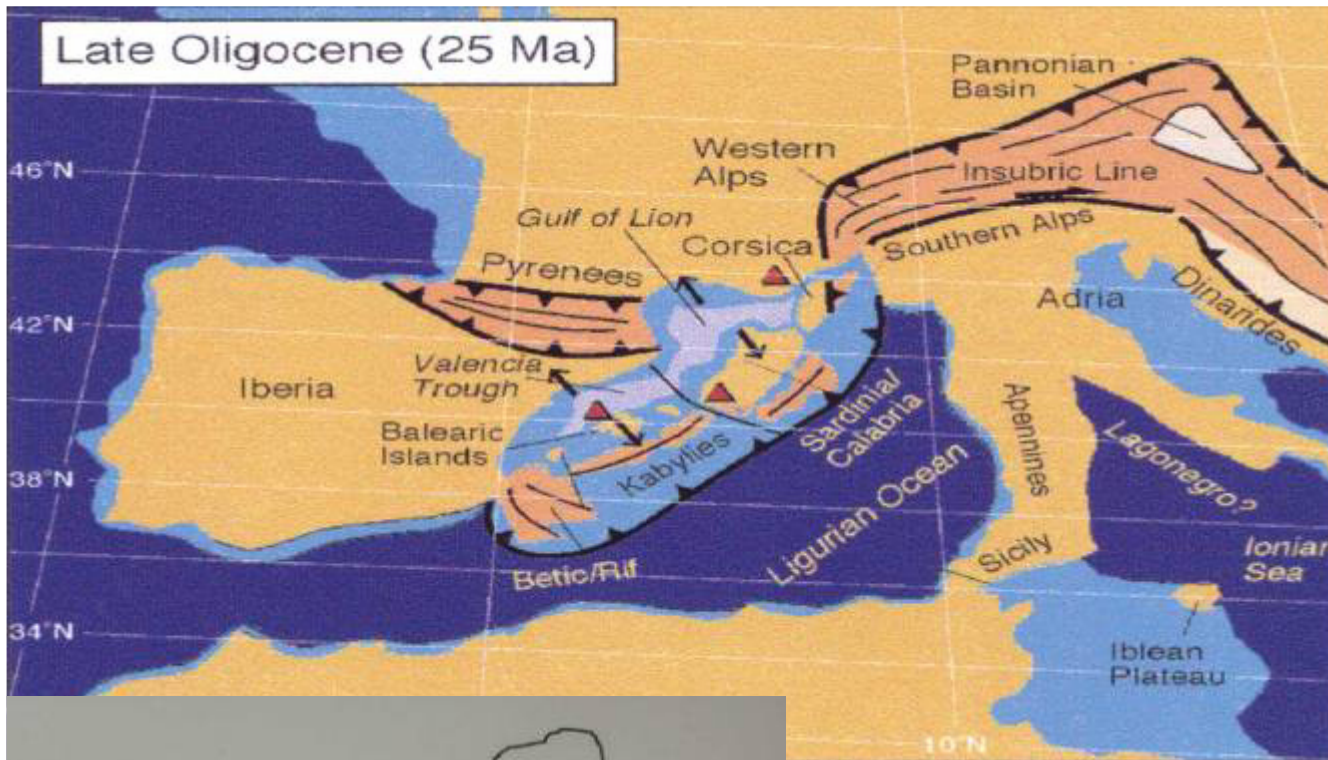 Late Oligocene (25 Ma)
Pannonian
Basin
46°N
Western
Alps
Insubric Line
Gulf of Lion
Corsica
Southern Alps
Pyrenees
Adria
Dinarides
42°N
Valencia
Trough
Iberia
Balearic
Islands
Kabylies
Sardinia/
Calabria
Apennines
Lagonegro?
38°N
Ligurian Ocean
Betic/Rif
Sicily
Ionian
Sea
34°N
Iblean
Plateau
10°N